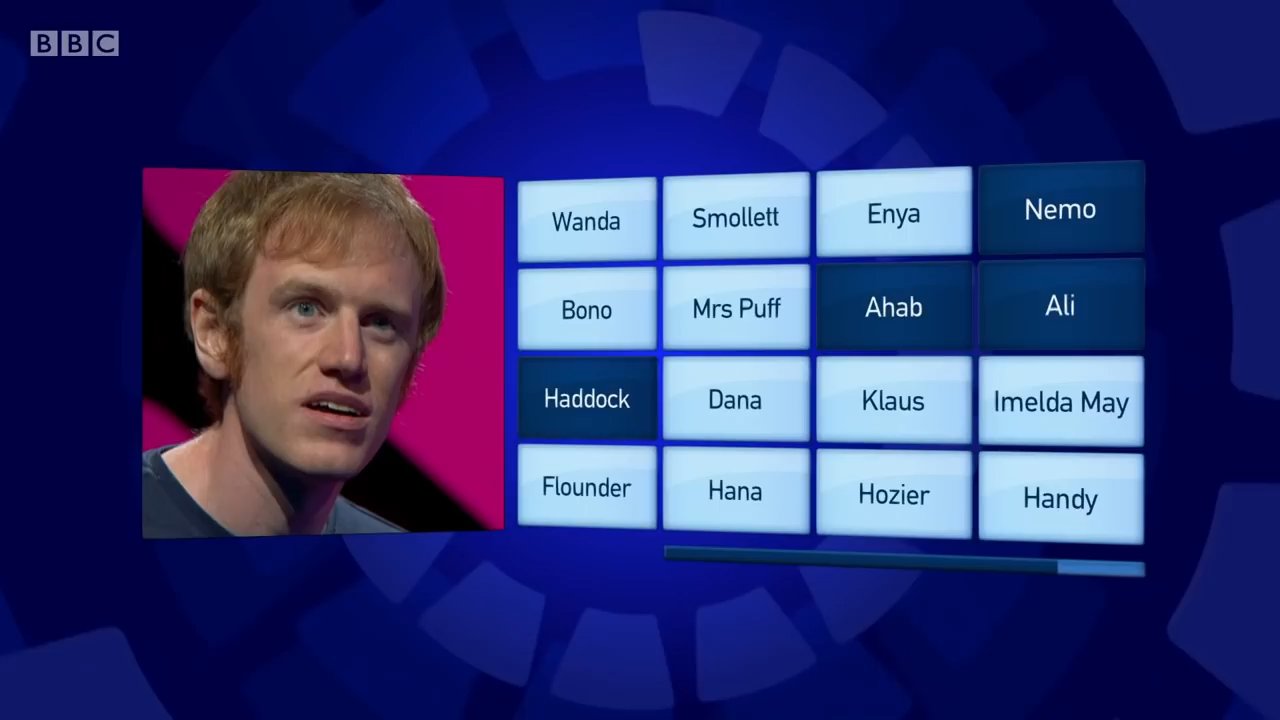 BBC
Wanda
Smollett
Enya
Nemo
Bono
Mrs Puff
Ahab
Ali
Haddock
Dana
Klaus
Imelda May
Flounder
Hana
Hozier
Handy